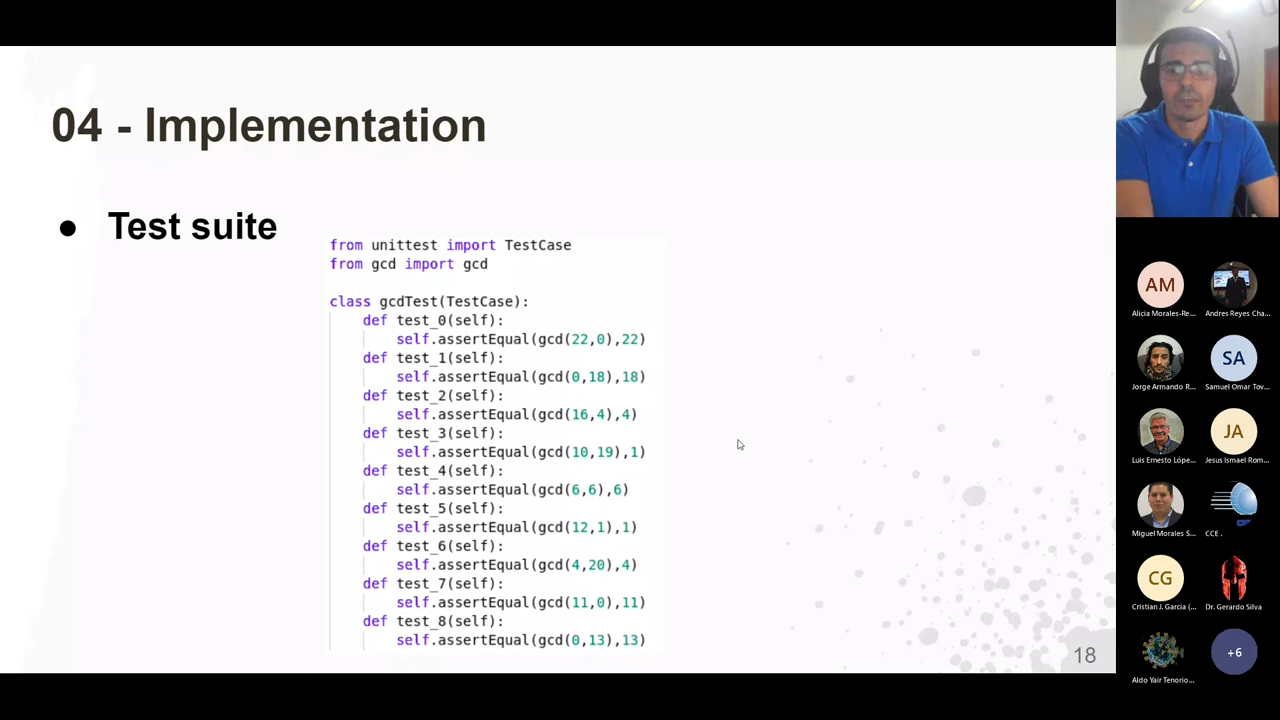 04 - Implementation
● Test suite
from unittest import TestCase
from gcd import gcd
class gcdTest(TestCase):
def test_0(self):
self.assertEqual(gcd(22,0),22)
def test_1(self):
self.assertEqual(gcd(0,18),18)
def test_2(self):
self.assertEqual(gcd(16,4),4)
def test_3(self):
self.assertEqual(gcd(10,19),1)
def test_4(self):
self.assertEqual(gcd(6,6),6)
def test_5(self):
self.assertEqual(gcd(12,1),1)
def test_6(self):
self.assertEqual(gcd(4,20),4)
def test_7(self):
self.assertEqual(gcd(11,0),11)
def test_8(self):
self.assertEqual(gcd(0,13),13)
18
AM
Alicia Morales-Re...
Andres Reyes Cha...
Jorge Armando R...
SA
Samuel Omar Tov...
Luis Ernesto Lópe...
JA
Jesus Ismael Rom...
Miguel Morales S...
CCE .
CG
Cristian J. Garcia (...
Dr. Gerardo Silva
Aldo Yair Tenorio...
+6